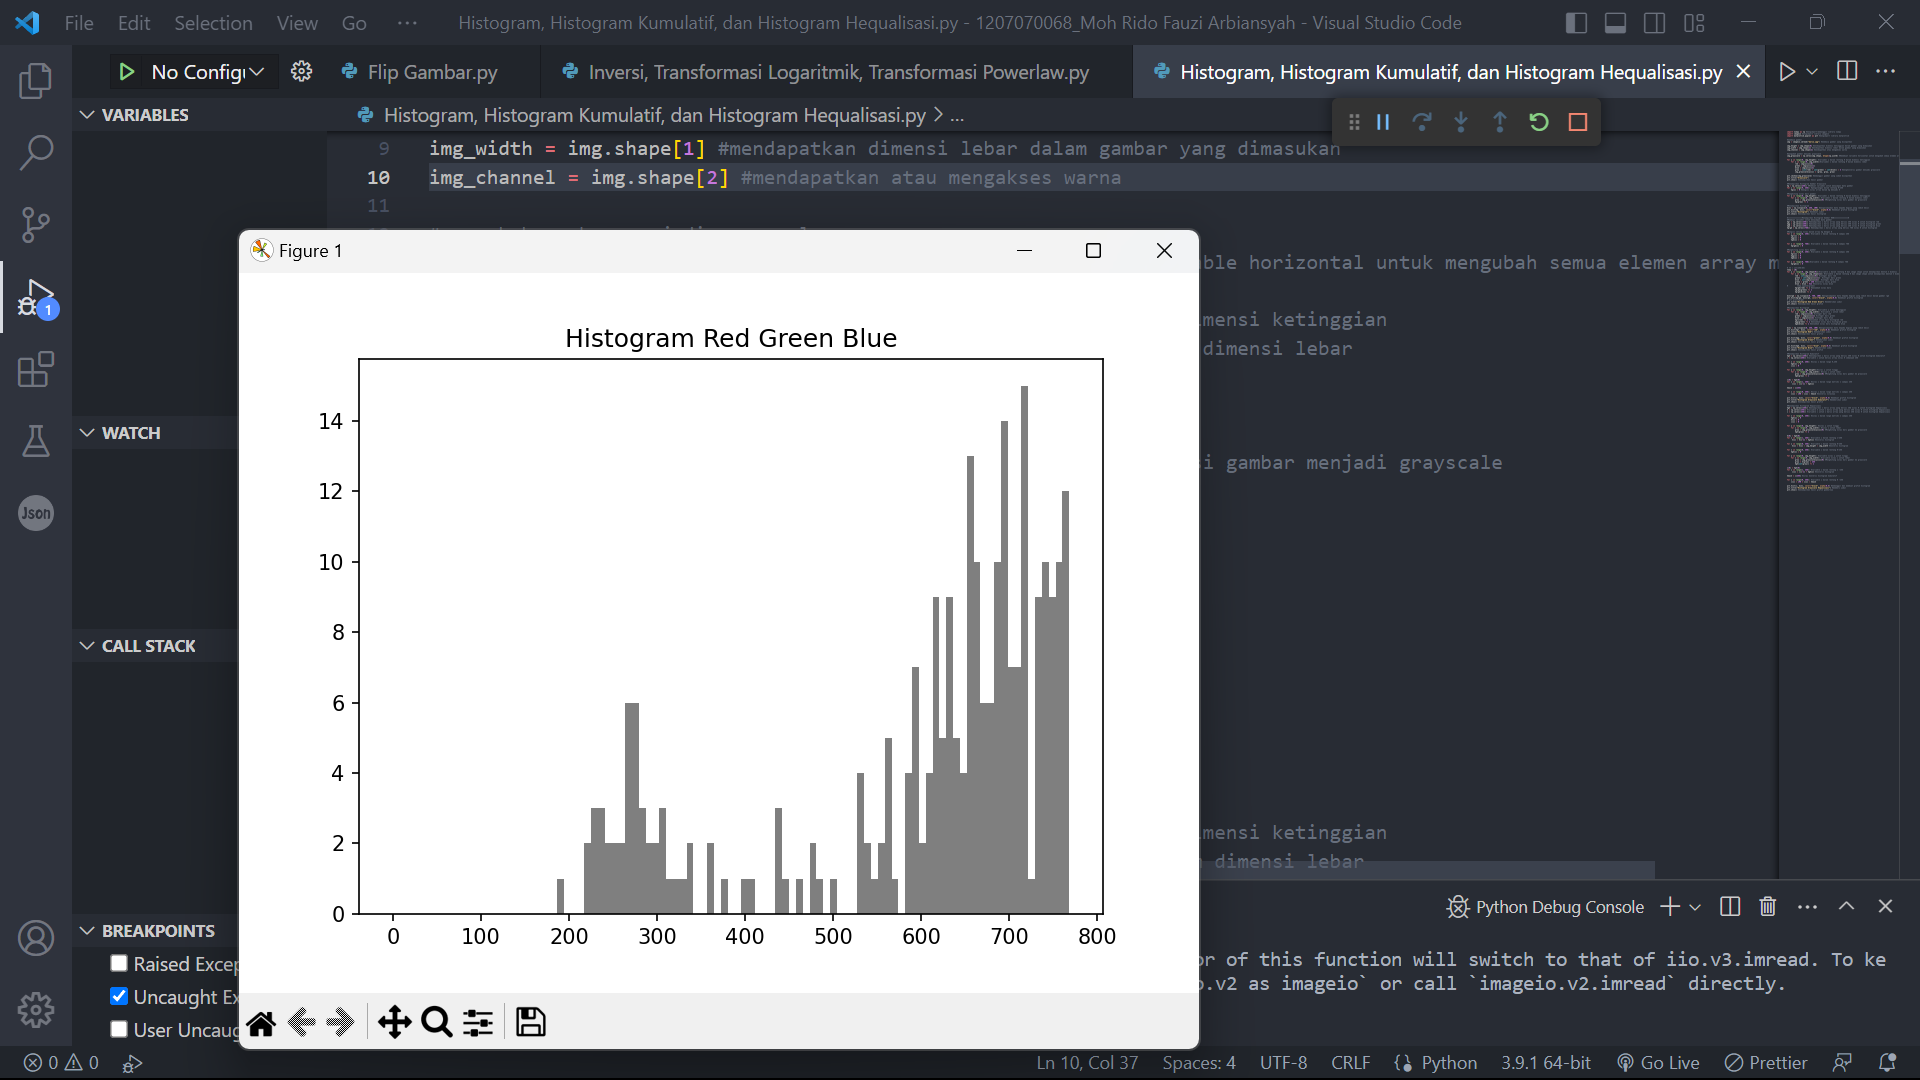 File Edit Selection View Go ··· Histogram, Histogram Kumulatif, dan Histogram Hequalisasi.py - 1207070068_Moh Rido Fauzi Arbiansyah - Visual Studio Code
No Configu Flip Gambar.py Inversi, Transformasi Logaritmik, Transformasi Powerlaw.py Histogram, Histogram Kumulatif, dan Histogram Hequalisasi.py
VARIABLES
Histogram, Histogram Kumulatif, dan Histogram Hequalisasi.py > ...
9 img_width = img.shape[1] #mendapatkan dimensi lebar dalam gambar yang dimasukan
10 img_channel = img.shape[2] #mendapatkan atau mengakses warna
11
Figure 1
ble horizontal untuk mengubah semua elemen array m
mensi ketinggian
dimensi lebar
si gambar menjadi grayscale
mensi ketinggian
dimensi lebar
Histogram Red Green Blue
14
12
10
8
6
4
2
0
0 100 200 300 400 500 600 700 800
WATCH
CALL STACK
BREAKPOINTS
Raised Excep
Uncaught Ex
User Uncaug
1
Json
Python Debug Console
or of this function will switch to that of iio.v3.imread. To ke
o.v2 as imageio` or call `imageio.v2.imread` directly.
0 0 Ln 10, Col 37 Spaces: 4 UTF-8 CRLF Python 3.9.1 64-bit Go Live Prettier